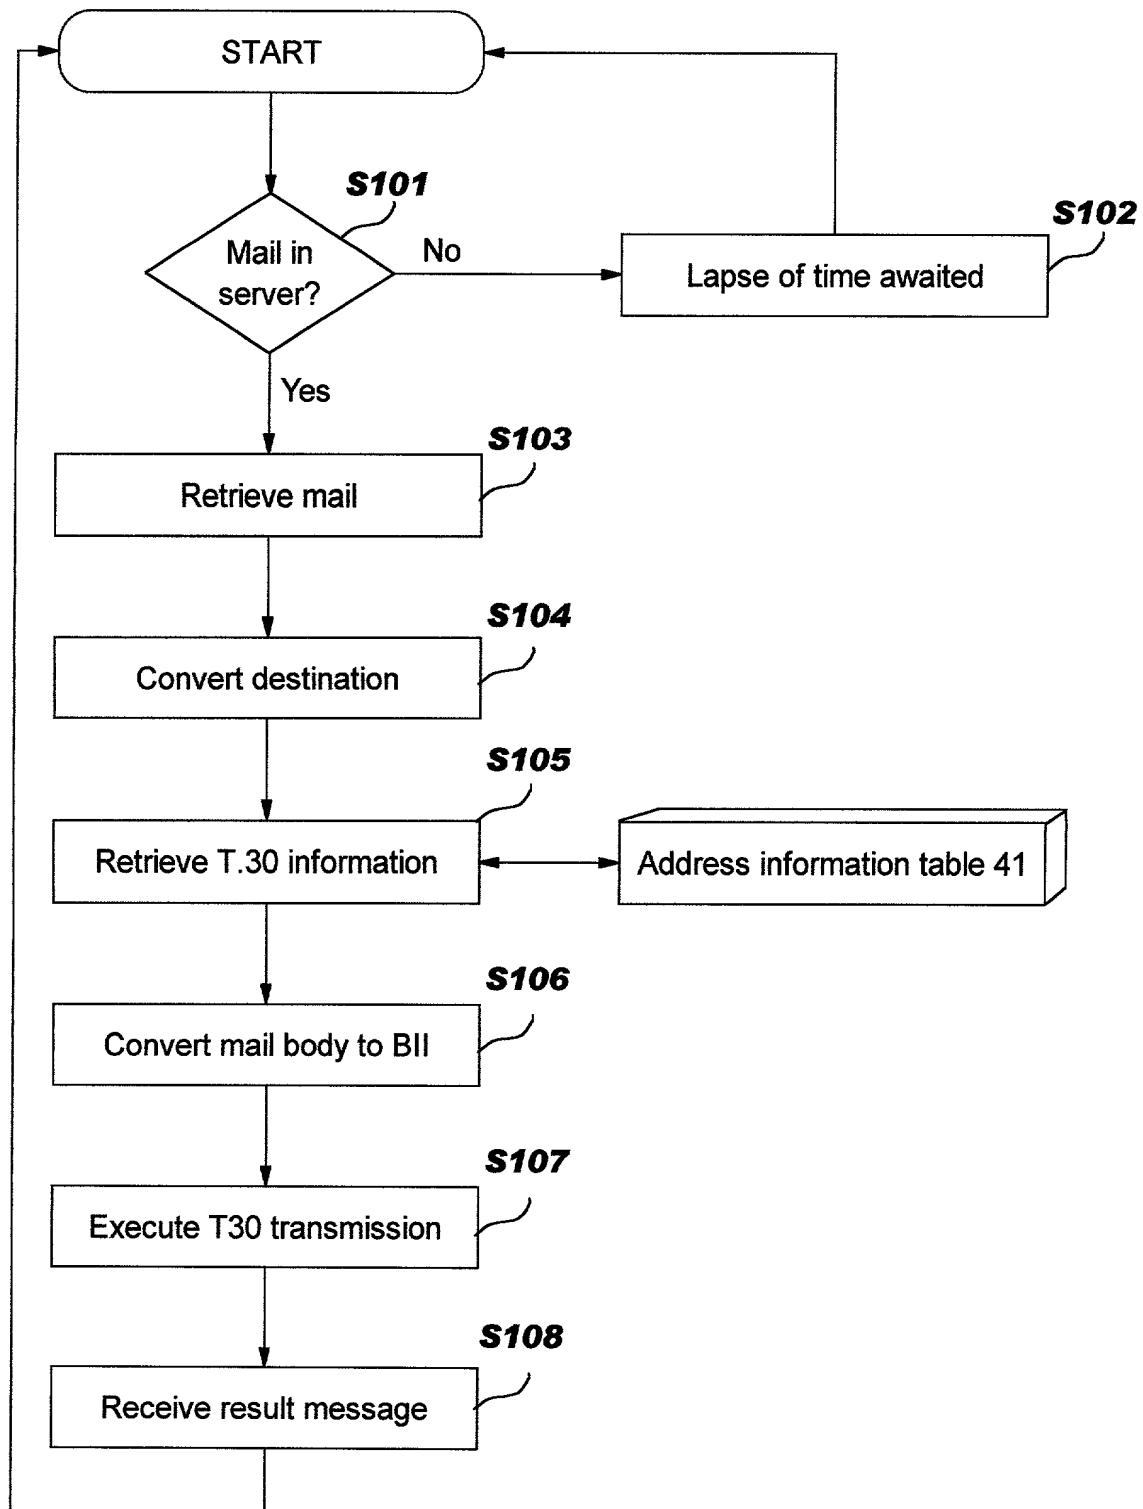 START
S101
S102
Mail in
server?
No
Lapse of time awaited
Yes
S103
Retrieve mail
S104
Convert destination
S105
Retrieve T.30 information
Address information table 41
S106
Convert mail body to BII
S107
Execute T30 transmission
S108
Receive result message